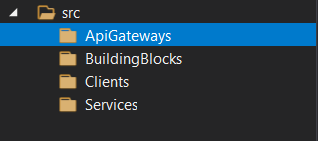 src
ApiGateways
BuildingBlocks
Clients
Services